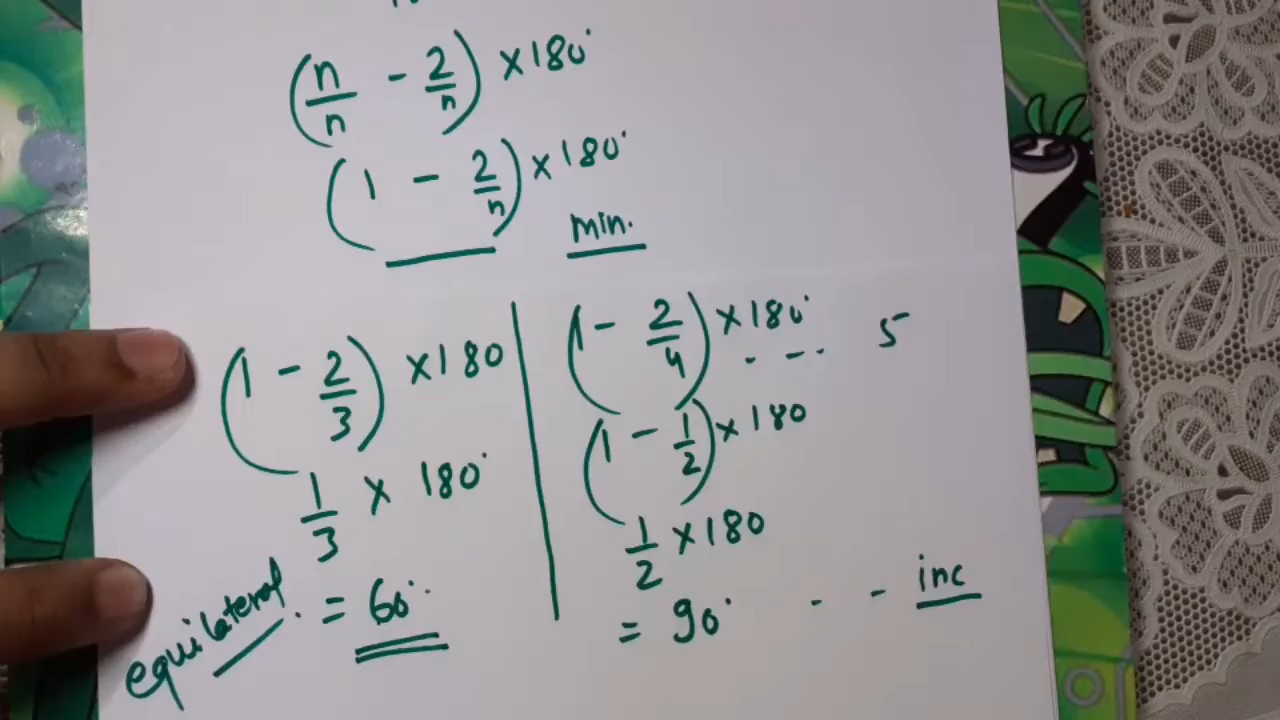 (n/n - 2/n) × 180°
(1 - 2/n) × 180°
min.
(1 - 2/3) × 180
1/3 × 180°
= 60°
equilateral
(1 - 2/4) × 180°
(1 - 1/2) × 180
1/2 × 180
= 90° - - inc
5